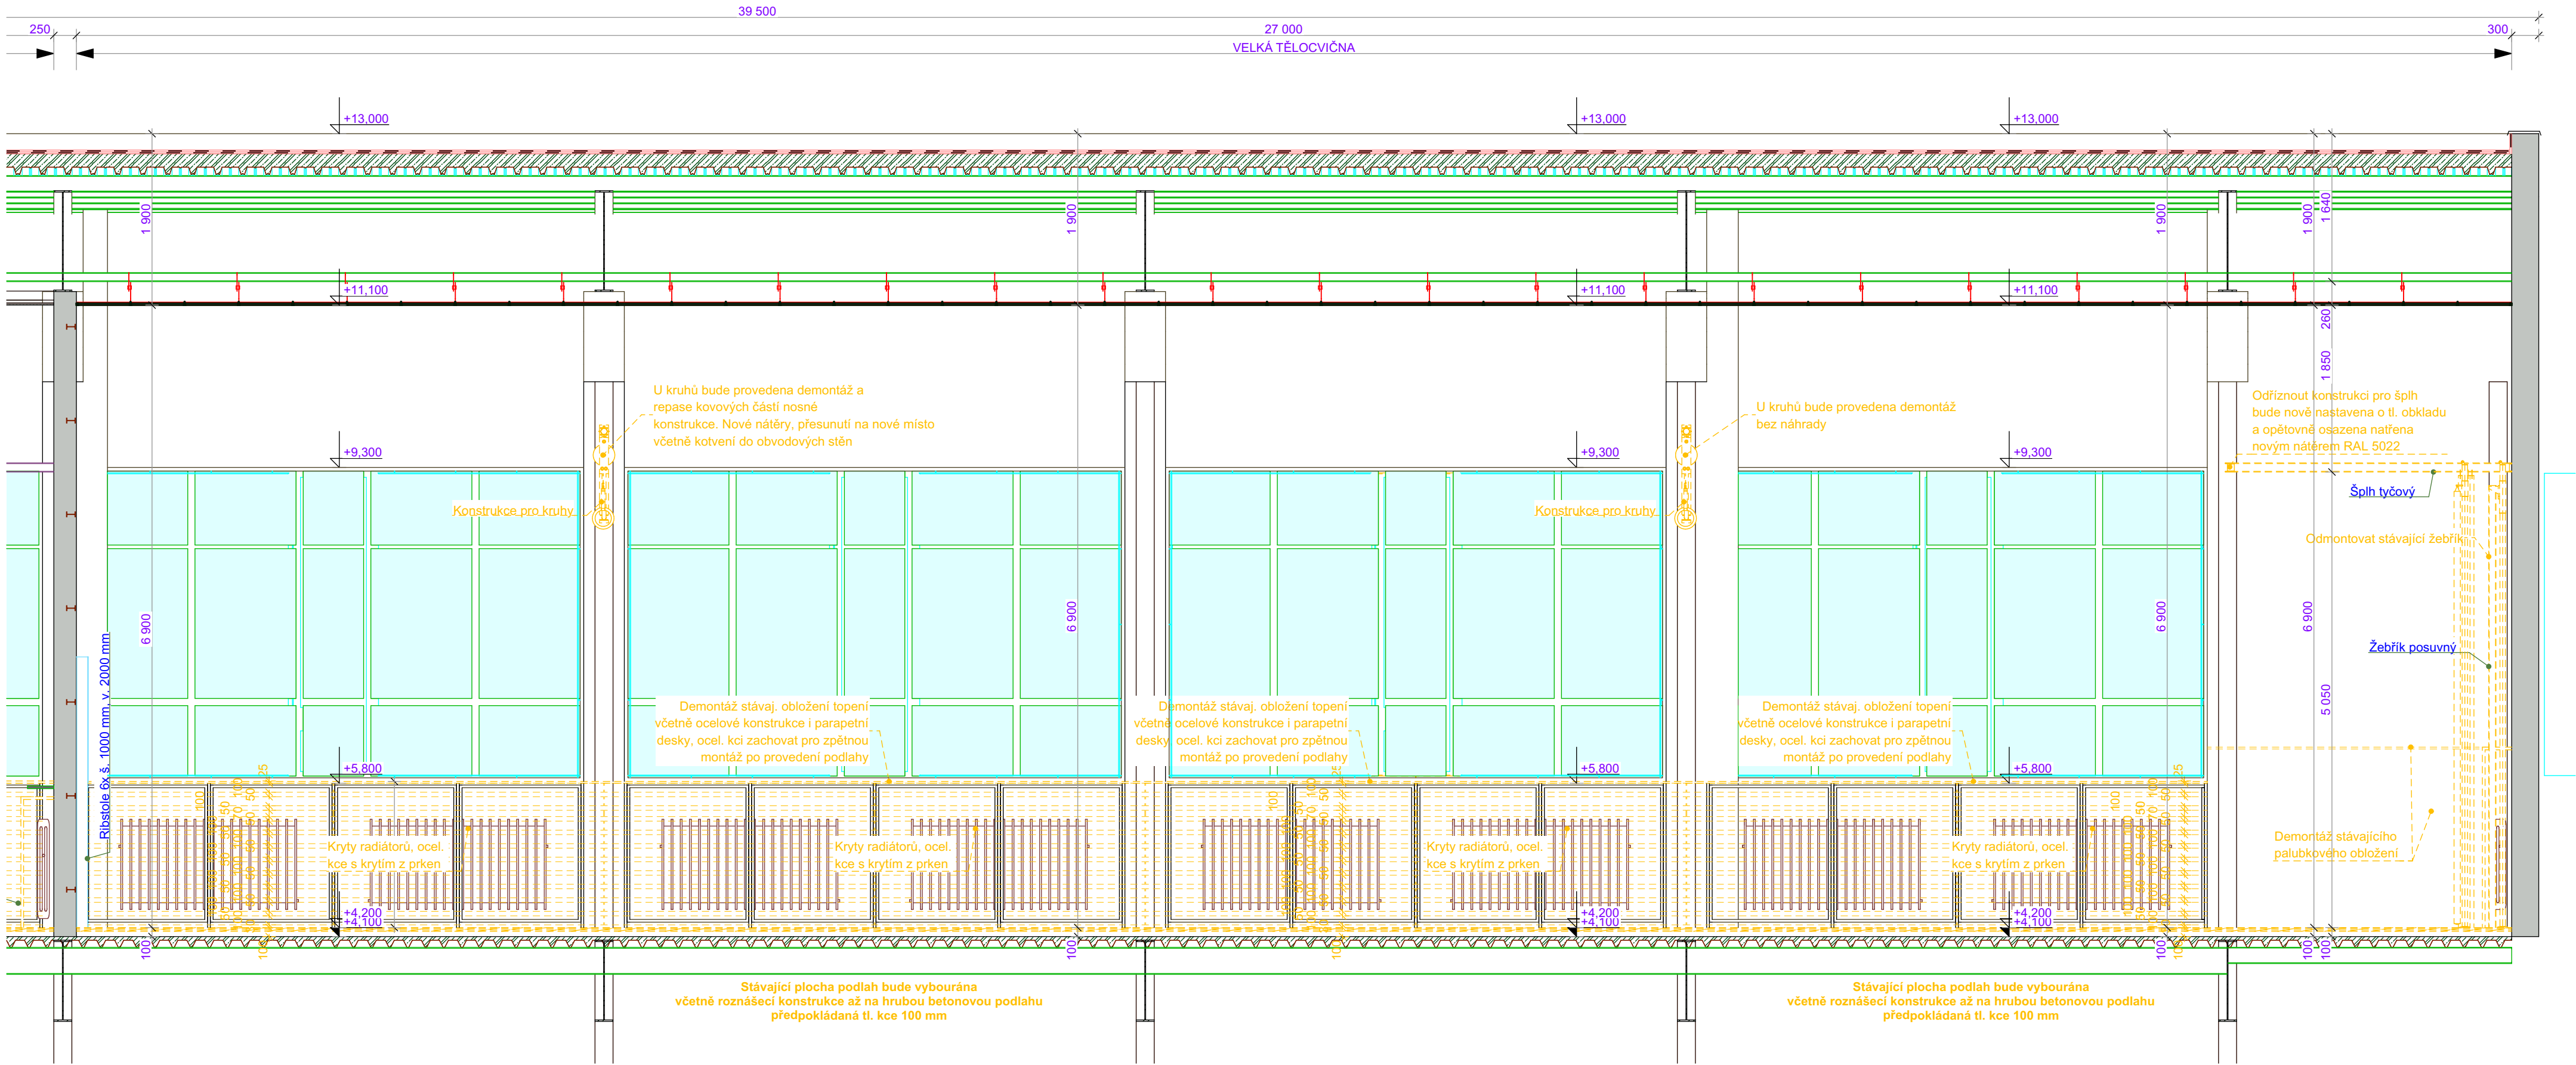 39 500
250
27 000
300
VELKÁ TĚLOCVIČNA
+13,000
+13,000
+13,000
1 900
1 900
1 900
1 900
1 640
+11,100
+11,100
+11,100
260
1 850
U kruhů bude provedena demontáž a
repase kovových částí nosné
konstrukce. Nové nátěry, přesunutí na nové místo
včetně kotvení do obvodových stěn
U kruhů bude provedena demontáž
bez náhrady
Odříznout konstrukci pro šplh
bude nově nastavena o tl. obkladu
a opětovně osazena natřena
novým nátěrem RAL 5022
+9,300
+9,300
+9,300
Konstrukce pro kruhy
Konstrukce pro kruhy
Šplh tyčový
Odmontovat stávající žebřík
6 900
6 900
6 900
6 900
5 050
Žebřík posuvný
Ribstole 6x š. 1000 mm, v. 2000 mm
Demontáž stávaj. obložení topení
včetně ocelové konstrukce i parapetní
desky, ocel. kci zachovat pro zpětnou
montáž po provedení podlahy
Demontáž stávaj. obložení topení
včetně ocelové konstrukce i parapetní
desky, ocel. kci zachovat pro zpětnou
montáž po provedení podlahy
Demontáž stávaj. obložení topení
včetně ocelové konstrukce i parapetní
desky, ocel. kci zachovat pro zpětnou
montáž po provedení podlahy
+5,800
+5,800
+5,800
Kryty radiátorů, ocel.
kce s krytím z prken
Kryty radiátorů, ocel.
kce s krytím z prken
Kryty radiátorů, ocel.
kce s krytím z prken
Kryty radiátorů, ocel.
kce s krytím z prken
Demontáž stávajícího
palubkového obložení
+4,200
+4,100
+4,200
+4,100
+4,200
+4,100
100
100
100
100
100
Stávající plocha podlah bude vybourána
včetně roznášecí konstrukce až na hrubou betonovou podlahu
předpokládaná tl. kce 100 mm
Stávající plocha podlah bude vybourána
včetně roznášecí konstrukce až na hrubou betonovou podlahu
předpokládaná tl. kce 100 mm